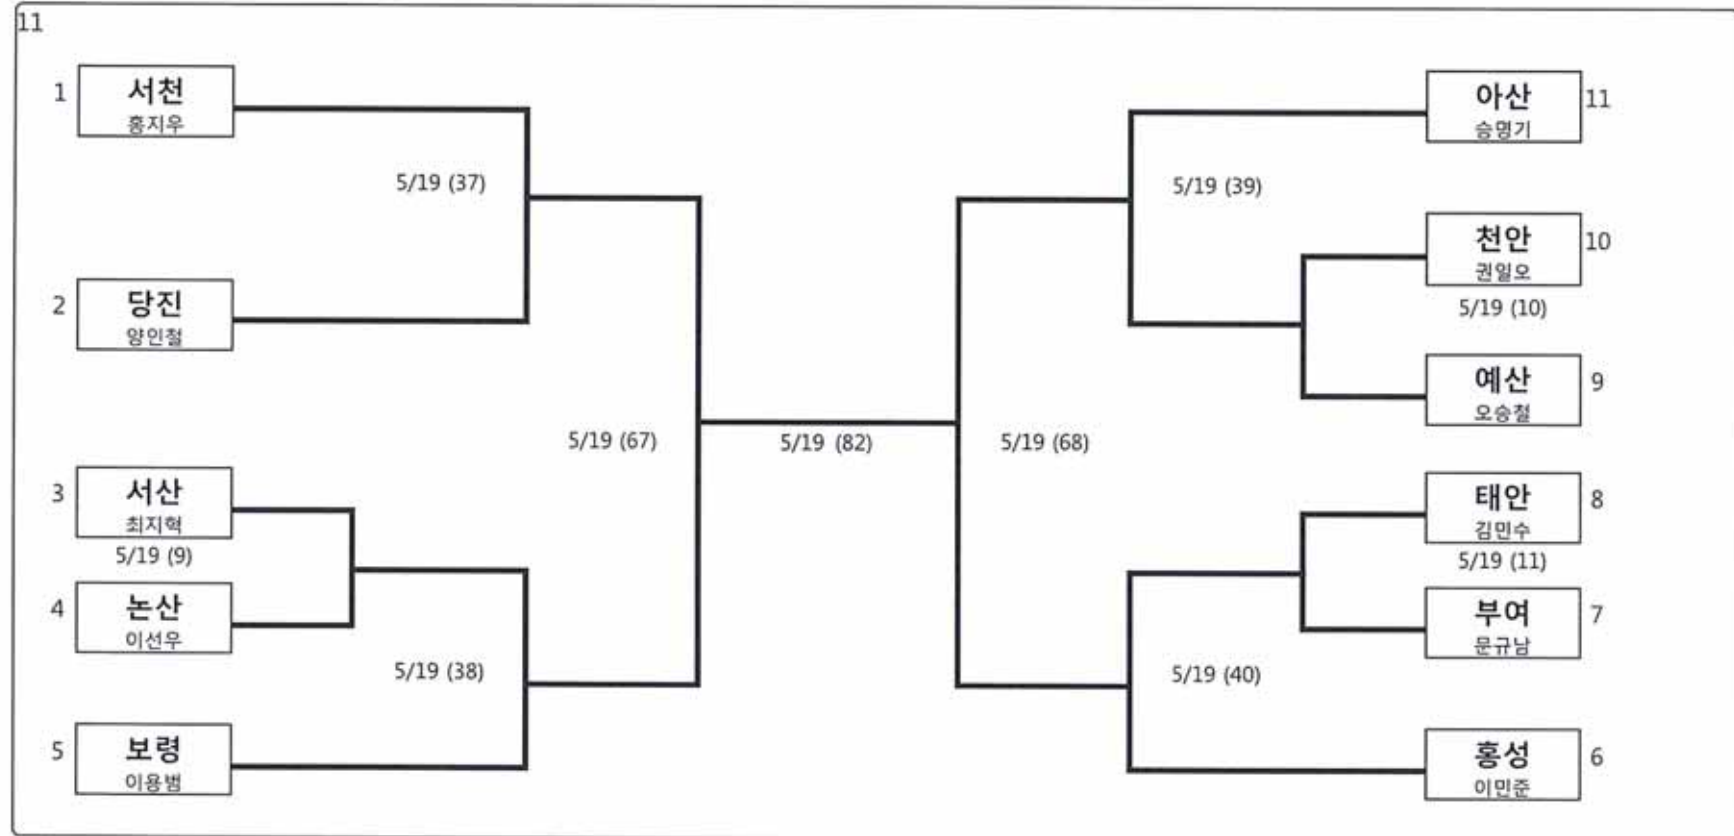 11
1
서천
홍지우
5/19 (37)
2
당진
양인철
3
서산
최지혁
5/19 (9)
4
논산
이선우
5/19 (38)
5
보령
이용범
5/19 (67)
5/19 (82)
5/19 (68)
아산
승명기
11
5/19 (39)
천안
권일오
10
5/19 (10)
예산
오승철
9
태안
김민수
8
5/19 (11)
부여
문규남
7
5/19 (40)
홍성
이민준
6